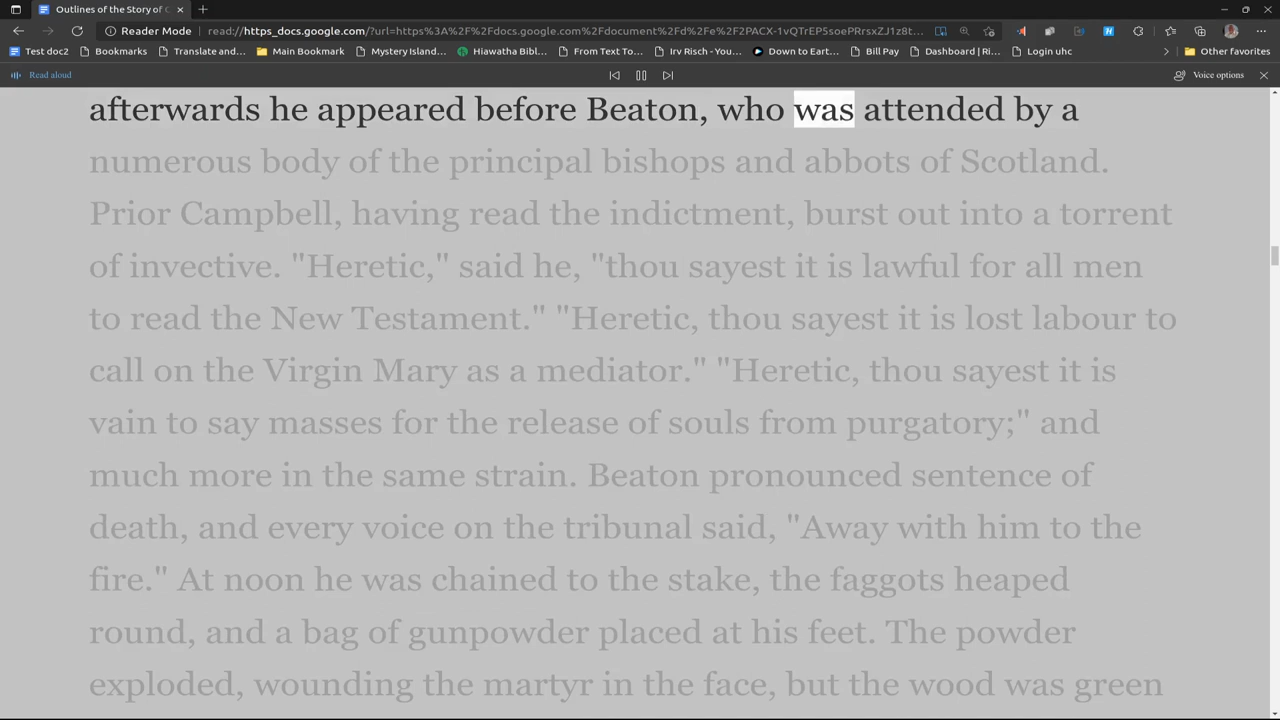 Outlines of the Story of C
Reader Mode
read://https_docs.google.com/?url=https%3A%2F%2Fdocs.google.com%2Fdocument%2Fd%2Fe%2F2PACX-1vQTrEP5soePRrsxZJ1z8t...
Test doc2
Bookmarks
Translate and...
Main Bookmark
Mystery Island...
Hiawatha Bibl...
From Text To...
Irv Risch - You...
Down to Eart...
Bill Pay
Dashboard | Ri...
Login uhc
Other favorites
Read aloud
Voice options
afterwards he appeared before Beaton, who was attended by a
numerous body of the principal bishops and abbots of Scotland.
Prior Campbell, having read the indictment, burst out into a torrent
of invective. "Heretic," said he, "thou sayest it is lawful for all men
to read the New Testament." "Heretic, thou sayest it is lost labour to
call on the Virgin Mary as a mediator." "Heretic, thou sayest it is
vain to say masses for the release of souls from purgatory;" and
much more in the same strain. Beaton pronounced sentence of
death, and every voice on the tribunal said, "Away with him to the
fire." At noon he was chained to the stake, the faggots heaped
round, and a bag of gunpowder placed at his feet. The powder
exploded, wounding the martyr in the face, but the wood was green